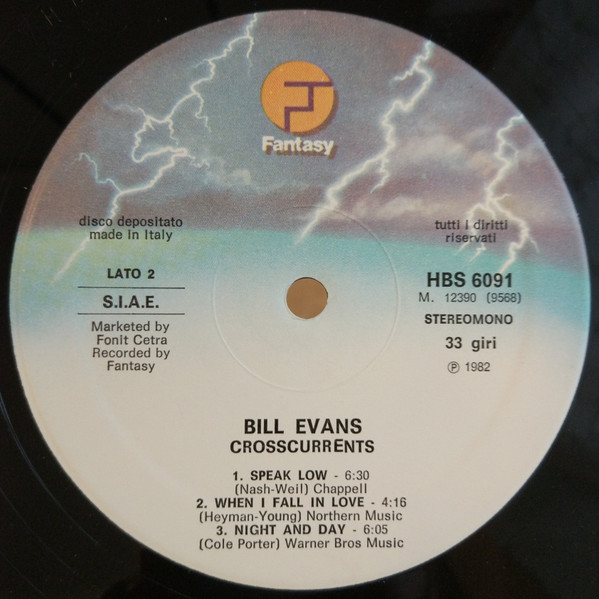 Fantasy
disco depositato
made in Italy
tutti i diritti
riservati
LATO 2
S.I.A.E.
Marketed by
Fonit Cetra
Recorded by
Fantasy
HBS 6091
M. 12390 (9568)
STEREOMONO
33 giri
Ⓟ 1982
BILL EVANS
CROSSCURRENTS
1. SPEAK LOW - 6:30
(Nash-Weil) Chappell
2. WHEN I FALL IN LOVE - 4:16
(Heyman-Young) Northern Music
3. NIGHT AND DAY - 6:05
(Cole Porter) Warner Bros Music